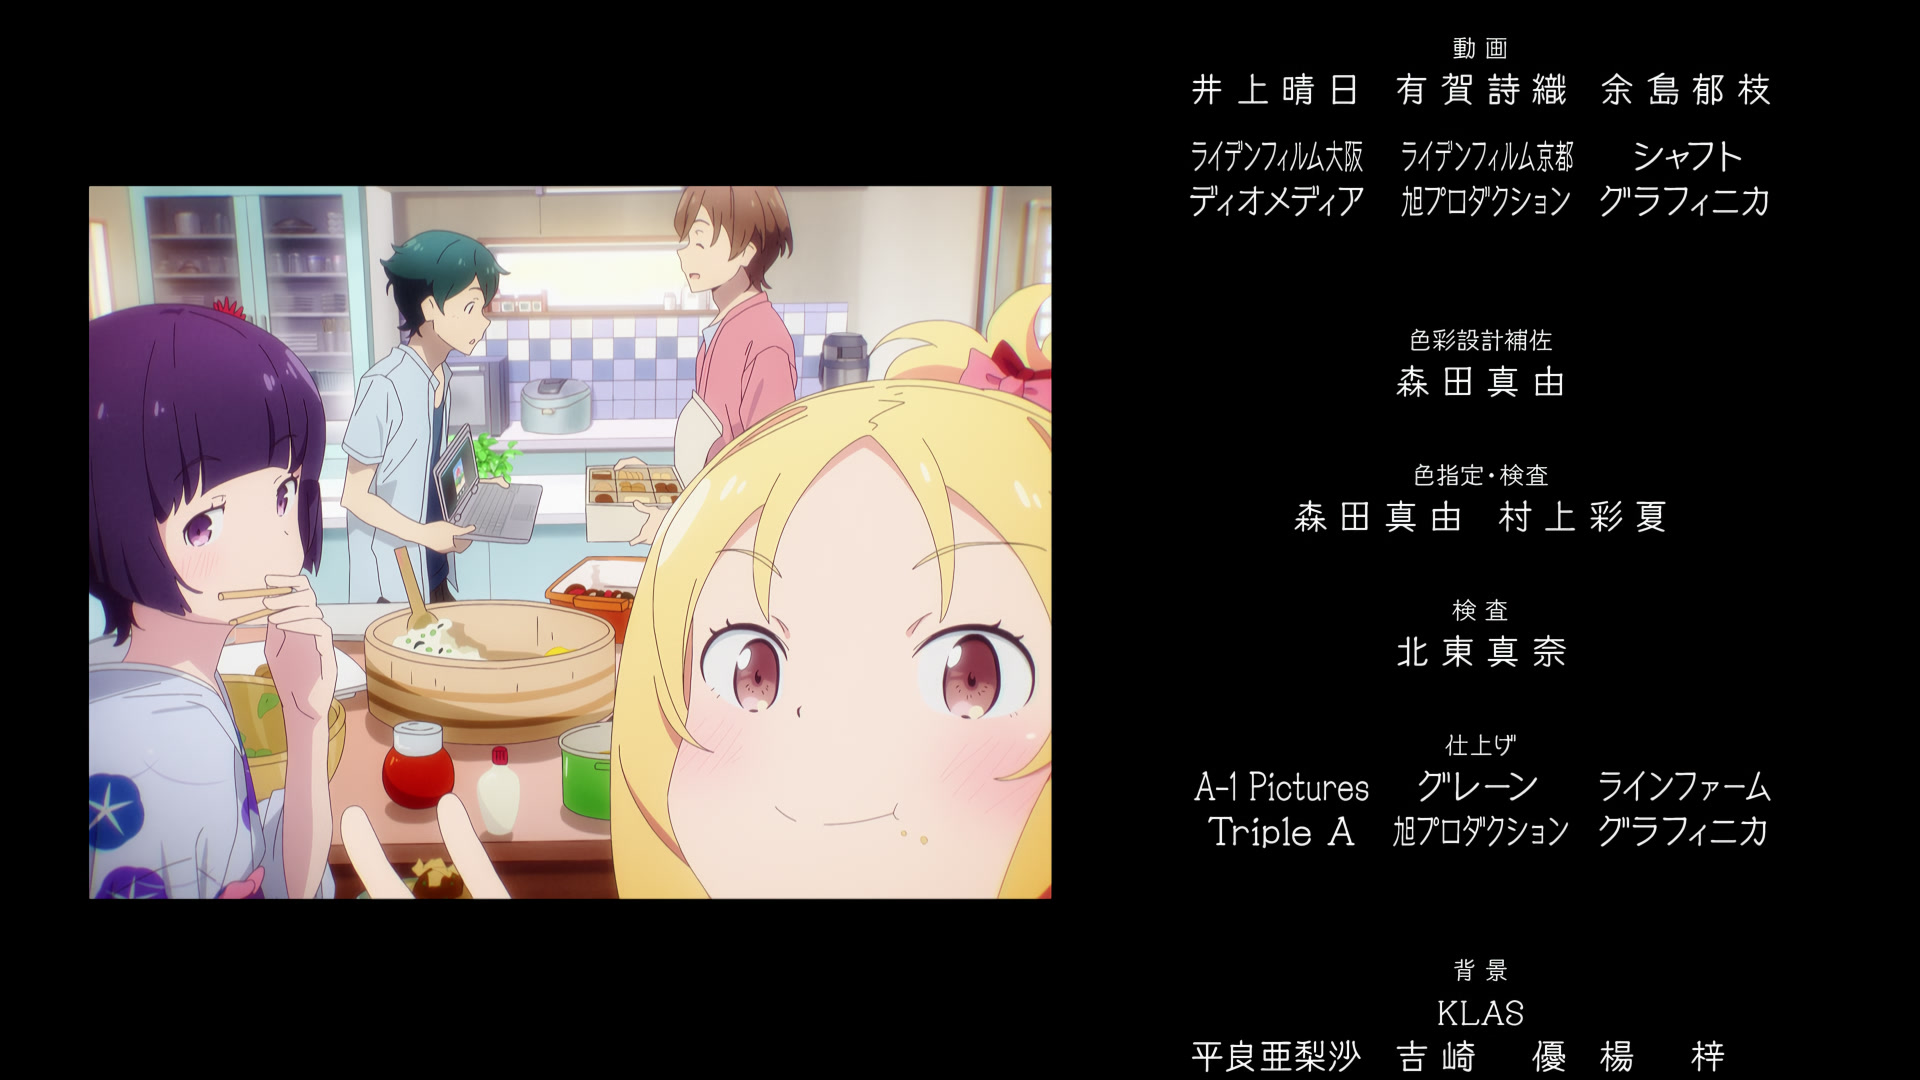 動画
井上晴日 有賀詩織 余島郁枝
ライデンフィルム大阪 ライデンフィルム京都 シャフト
ディオメディア 旭プロダクション グラフィニカ
色彩設計補佐
森田真由
色指定・検査
森田真由 村上彩夏
検査
北東真奈
仕上げ
A-1 Pictures グレーン ラインファーム
Triple A 旭プロダクション グラフィニカ
背景
KLAS
平良亜梨沙 吉崎 優 楊 梓